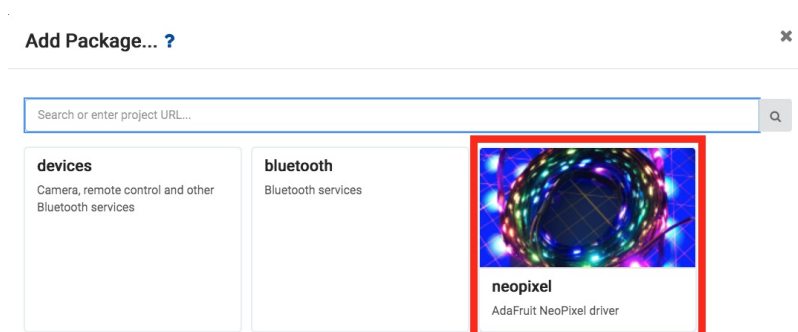 Add Package... ?
Search or enter project URL...
devices
Camera, remote control and other
Bluetooth services
bluetooth
Bluetooth services
neopixel
AdaFruit NeoPixel driver